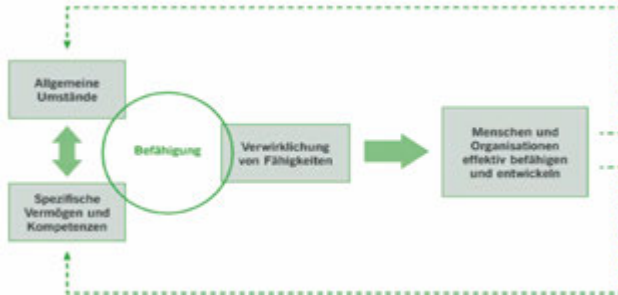 Allgemeine
Umstände
Befähigung
Spezifische
Vermögen und
Kompetenzen
Verwirklichung
von Fähigkeiten
Menschen und
Organisationen
effektiv befähigen
und entwickeln